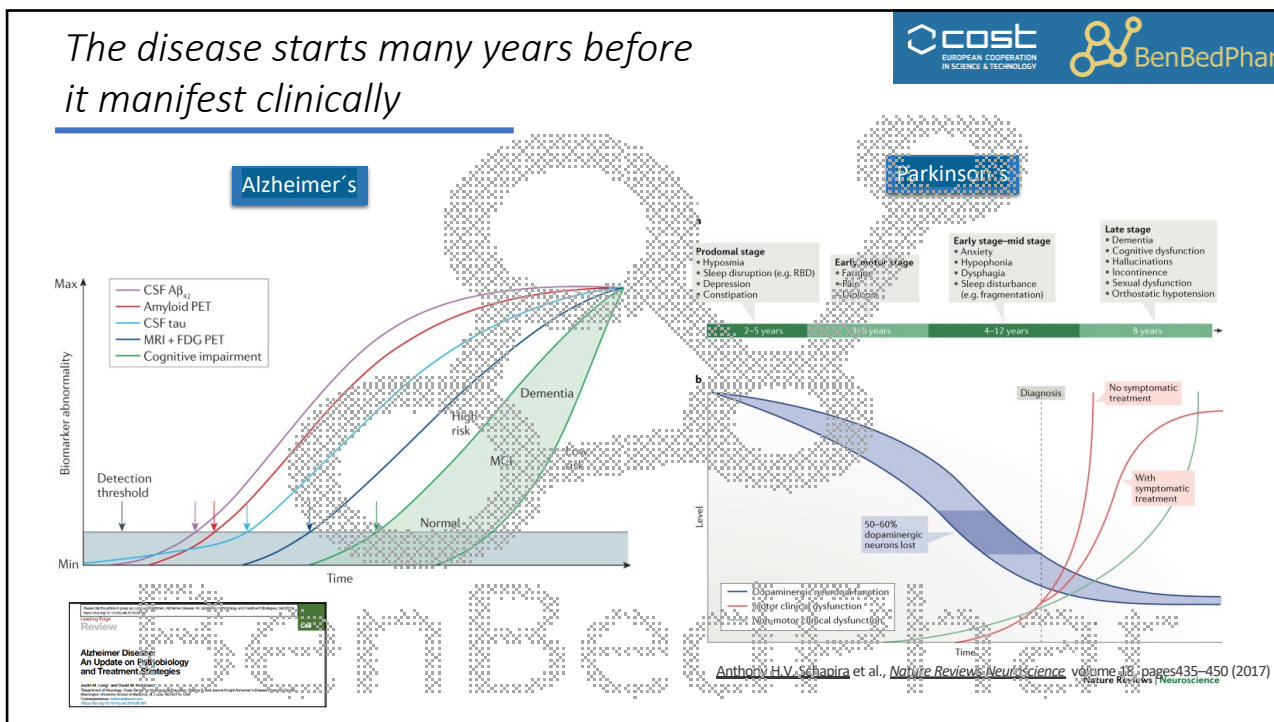 The disease starts many years before
it manifest clinically
cost
EUROPEAN COOPERATION
IN SCIENCE & TECHNOLOGY
BenBedPhar
Alzheimer´s
Parkinson´s
Max
CSF Aβ42
Amyloid PET
CSF tau
MRI + FDG PET
Cognitive impairment
Biomarker abnormality
Detection
threshold
Min
High
risk
Dementia
MCI
Low
risk
Normal
Time
a
Prodomal stage
• Hyposmia
• Sleep disruption (e.g. RBD)
• Depression
• Constipation
Early motor stage
• Fatigue
• Pain
• Diplopia
Early stage–mid stage
• Anxiety
• Hypophonia
• Dysphagia
• Sleep disturbance
(e.g. fragmentation)
Late stage
• Dementia
• Cognitive dysfunction
• Hallucinations
• Incontinence
• Sexual dysfunction
• Orthostatic hypotension
2–5 years
years
4–12 years
8 years
b
Diagnosis
No symptomatic
treatment
With
symptomatic
treatment
Level
50–60%
dopaminergic
neurons lost
Dopaminergic neuronal function
Motor clinical dysfunction
Non-motor clinical dysfunction
Time
Leading Edge
Review
Cell
Alzheimer Disease:
An Update on Pathobiology
and Treatment Strategies
BenBedPhar
Anthony H.V. Schapira et al., Nature Reviews Neuroscience volume 18, pages435–450 (2017)
Nature Reviews | Neuroscience